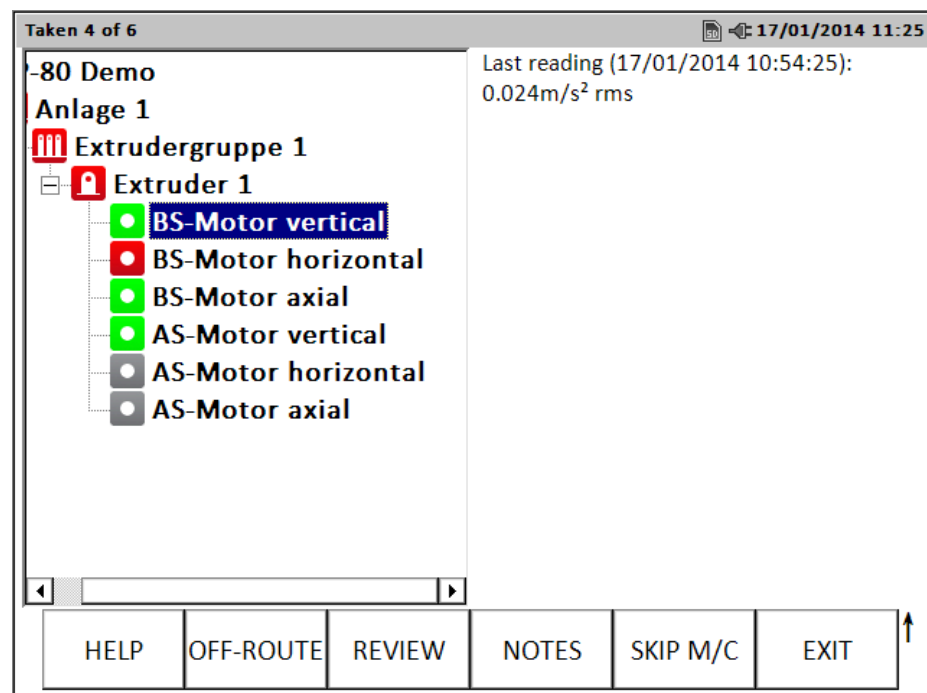 Taken 4 of 6
17/01/2014 11:25
-80 Demo
Anlage 1
Extrudergruppe 1
Extruder 1
BS-Motor vertical
BS-Motor horizontal
BS-Motor axial
AS-Motor vertical
AS-Motor horizontal
AS-Motor axial
Last reading (17/01/2014 10:54:25):
0.024m/s² rms
HELP
OFF-ROUTE
REVIEW
NOTES
SKIP M/C
EXIT